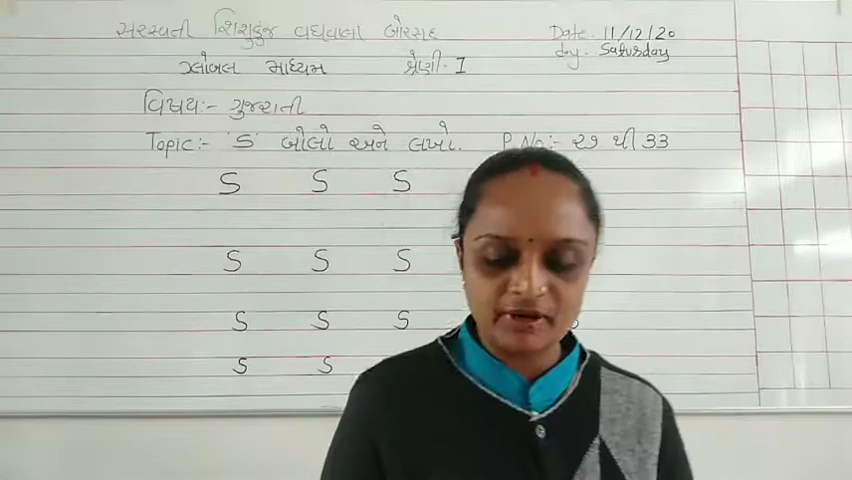 સરસ્વતી શિશુકુંજ વઘવાલા બોરસદ
Date. 11/12/20
day. Saturday
ગ્લોબલ માધ્યમ શ્રેણી. I
વિષય:- ગુજરાતી
Topic:- 'ડ' બોલો અને લખો. P.No:- ૨૭ થી 33
ડ ડ ડ
ડ ડ ડ
ડ ડ ડ
ડ ડ